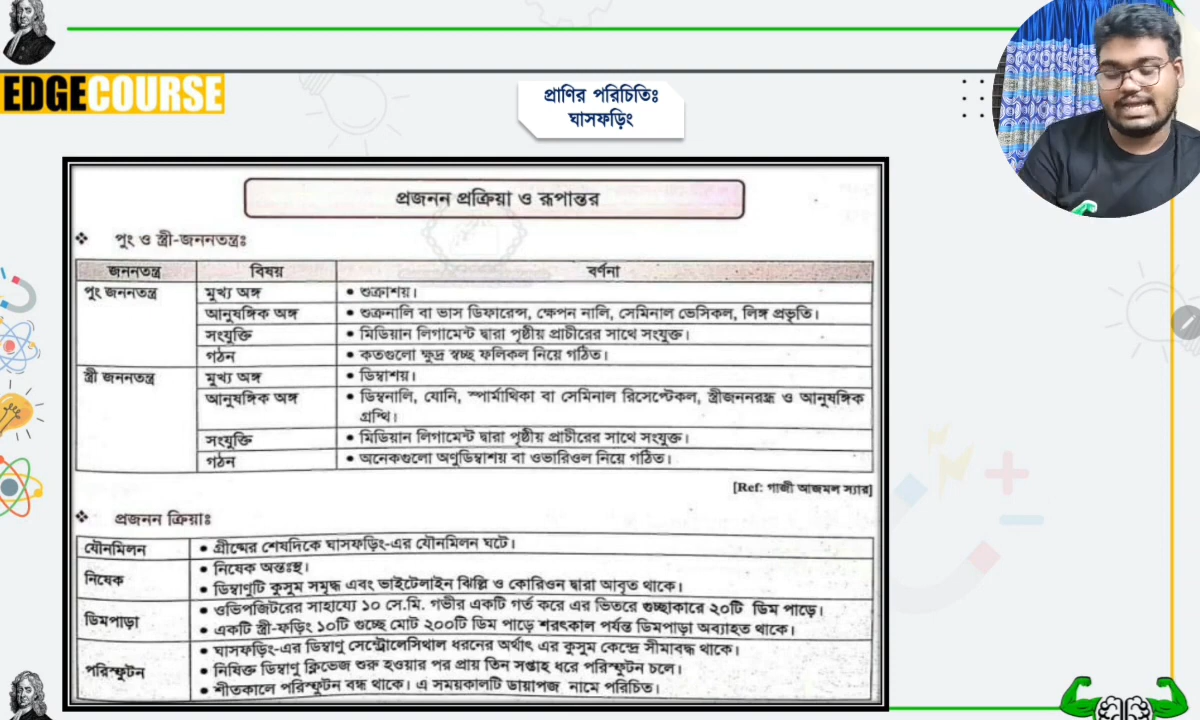 EDGECOURSE
প্রাণির পরিচিতিঃ
ঘাসফড়িং
প্রজনন প্রক্রিয়া ও রূপান্তর
❖ পুং ও স্ত্রী-জননতন্ত্রঃ
জননতন্ত্র বিষয় বর্ণনা
পুং জননতন্ত্র মুখ্য অঙ্গ • শুক্রাশয়।
আনুষঙ্গিক অঙ্গ • শুক্রনালি বা ভাস ডিফারেন্স, ক্ষেপন নালি, সেমিনাল ভেসিকল, লিঙ্গ প্রভৃতি।
সংযুক্তি • মিডিয়ান লিগামেন্ট দ্বারা পৃষ্ঠীয় প্রাচীরের সাথে সংযুক্ত।
গঠন • কতগুলো ক্ষুদ্র স্বচ্ছ ফলিকল নিয়ে গঠিত।
স্ত্রী জননতন্ত্র মুখ্য অঙ্গ • ডিম্বাশয়।
আনুষঙ্গিক অঙ্গ • ডিম্বনালি, যোনি, স্পার্মাথিকা বা সেমিনাল রিসেপ্টেকল, স্ত্রীজননরন্ধ্র ও আনুষঙ্গিক
গ্রন্থি।
সংযুক্তি • মিডিয়ান লিগামেন্ট দ্বারা পৃষ্ঠীয় প্রাচীরের সাথে সংযুক্ত।
গঠন • অনেকগুলো অণুডিম্বাশয় বা ওভারিওল নিয়ে গঠিত।
[Ref: গাজী আজমল স্যার]
❖ প্রজনন ক্রিয়াঃ
যৌনমিলন • গ্রীষ্মের শেষদিকে ঘাসফড়িং-এর যৌনমিলন ঘটে।
নিষেক • নিষেক অন্তঃস্থ।
• ডিম্বাণুটি কুসুম সমৃদ্ধ এবং ভাইটেলাইন ঝিল্লি ও কোরিওন দ্বারা আবৃত থাকে।
ডিমপাড়া • ওভিপজিটরের সাহায্যে ১০ সে.মি. গভীর একটি গর্ত করে এর ভিতরে গুচ্ছাকারে ২০টি ডিম পাড়ে।
• একটি স্ত্রী-ফড়িং ১০টি গুচ্ছে মোট ২০০টি ডিম পাড়ে শরৎকাল পর্যন্ত ডিমপাড়া অব্যাহত থাকে।
পরিস্ফুটন • ঘাসফড়িং-এর ডিম্বাণু সেন্ট্রোলেসিথাল ধরনের অর্থাৎ এর কুসুম কেন্দ্রে সীমাবদ্ধ থাকে।
• নিষিক্ত ডিম্বাণু ক্লিভেজ শুরু হওয়ার পর প্রায় তিন সপ্তাহ ধরে পরিস্ফুটন চলে।
• শীতকালে পরিস্ফুটন বন্ধ থাকে। এ সময়কালটি ডায়াপজ নামে পরিচিত।